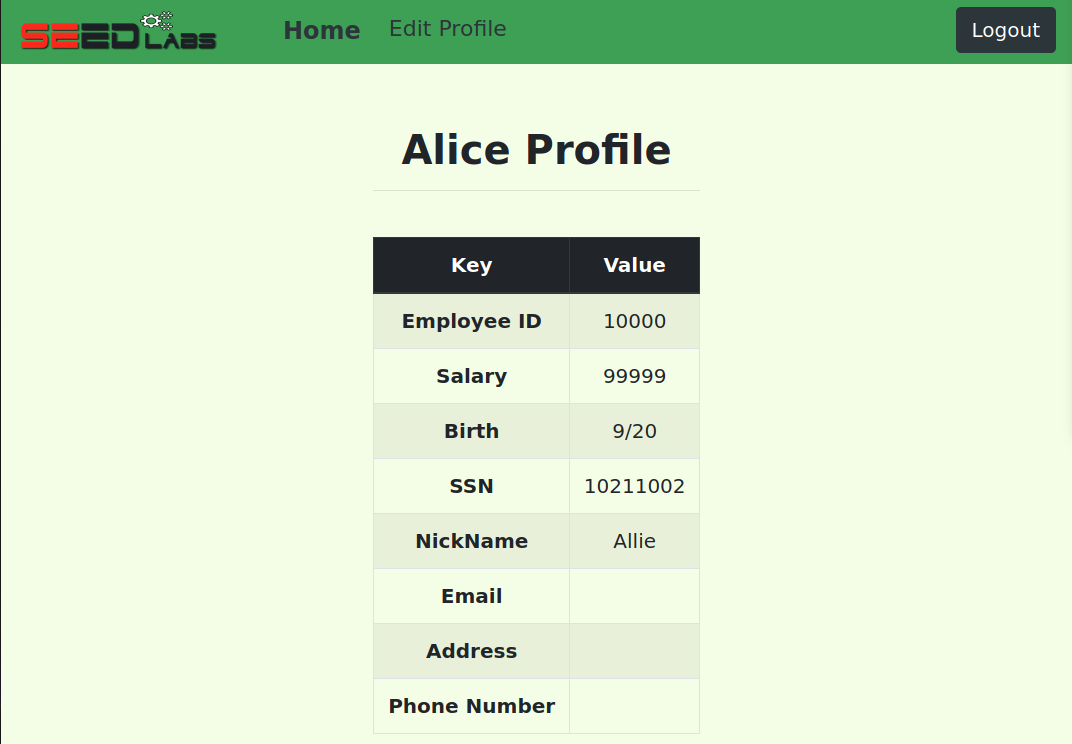 SEED LABS Home Edit Profile Logout
Alice Profile
Key Value
Employee ID 10000
Salary 99999
Birth 9/20
SSN 10211002
NickName Allie
Email
Address
Phone Number